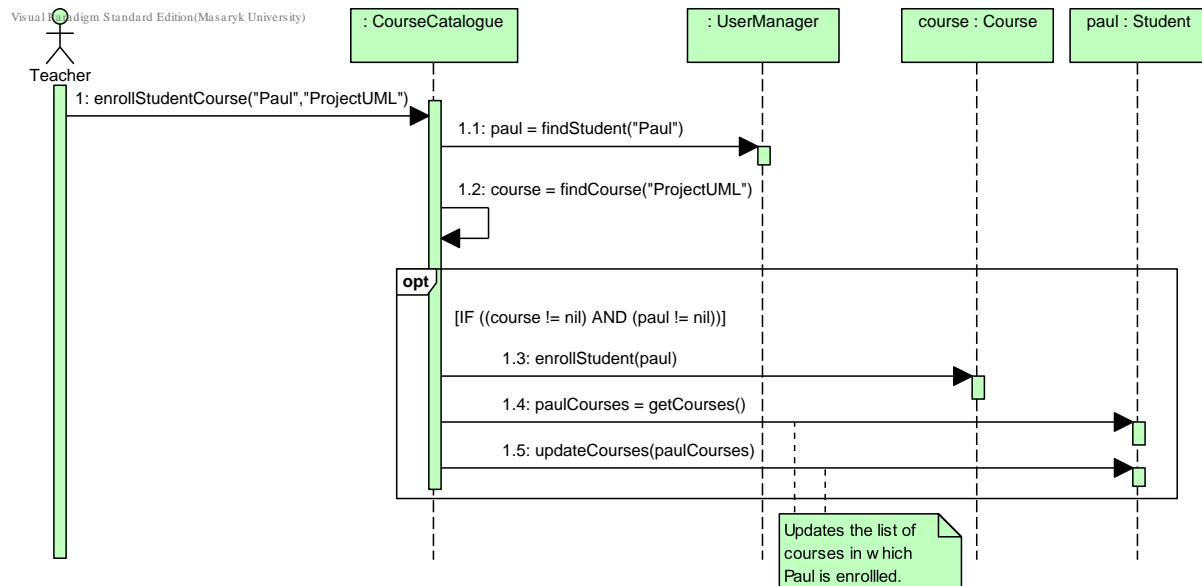 Visual Paradigm Standard Edition(Masaryk University)
: CourseCatalogue
: UserManager
course : Course
paul : Student
Teacher
1: enrollStudentCourse("Paul","ProjectUML")
1.1: paul = findStudent("Paul")
1.2: course = findCourse("ProjectUML")
opt
[IF ((course != nil) AND (paul != nil))]
1.3: enrollStudent(paul)
1.4: paulCourses = getCourses()
1.5: updateCourses(paulCourses)
Updates the list of
courses in which
Paul is enrollled.